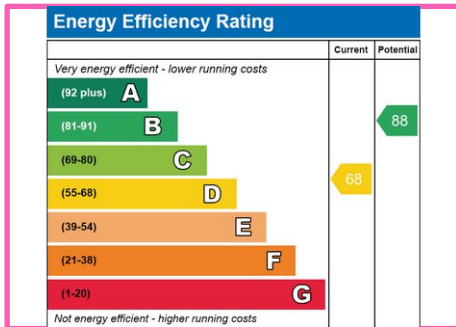 Energy Efficiency Rating
Current Potential
Very energy efficient - lower running costs
(92 plus) A
(81-91) B
88
(69-80) C
(55-68) D
68
(39-54) E
(21-38) F
(1-20) G
Not energy efficient - higher running costs